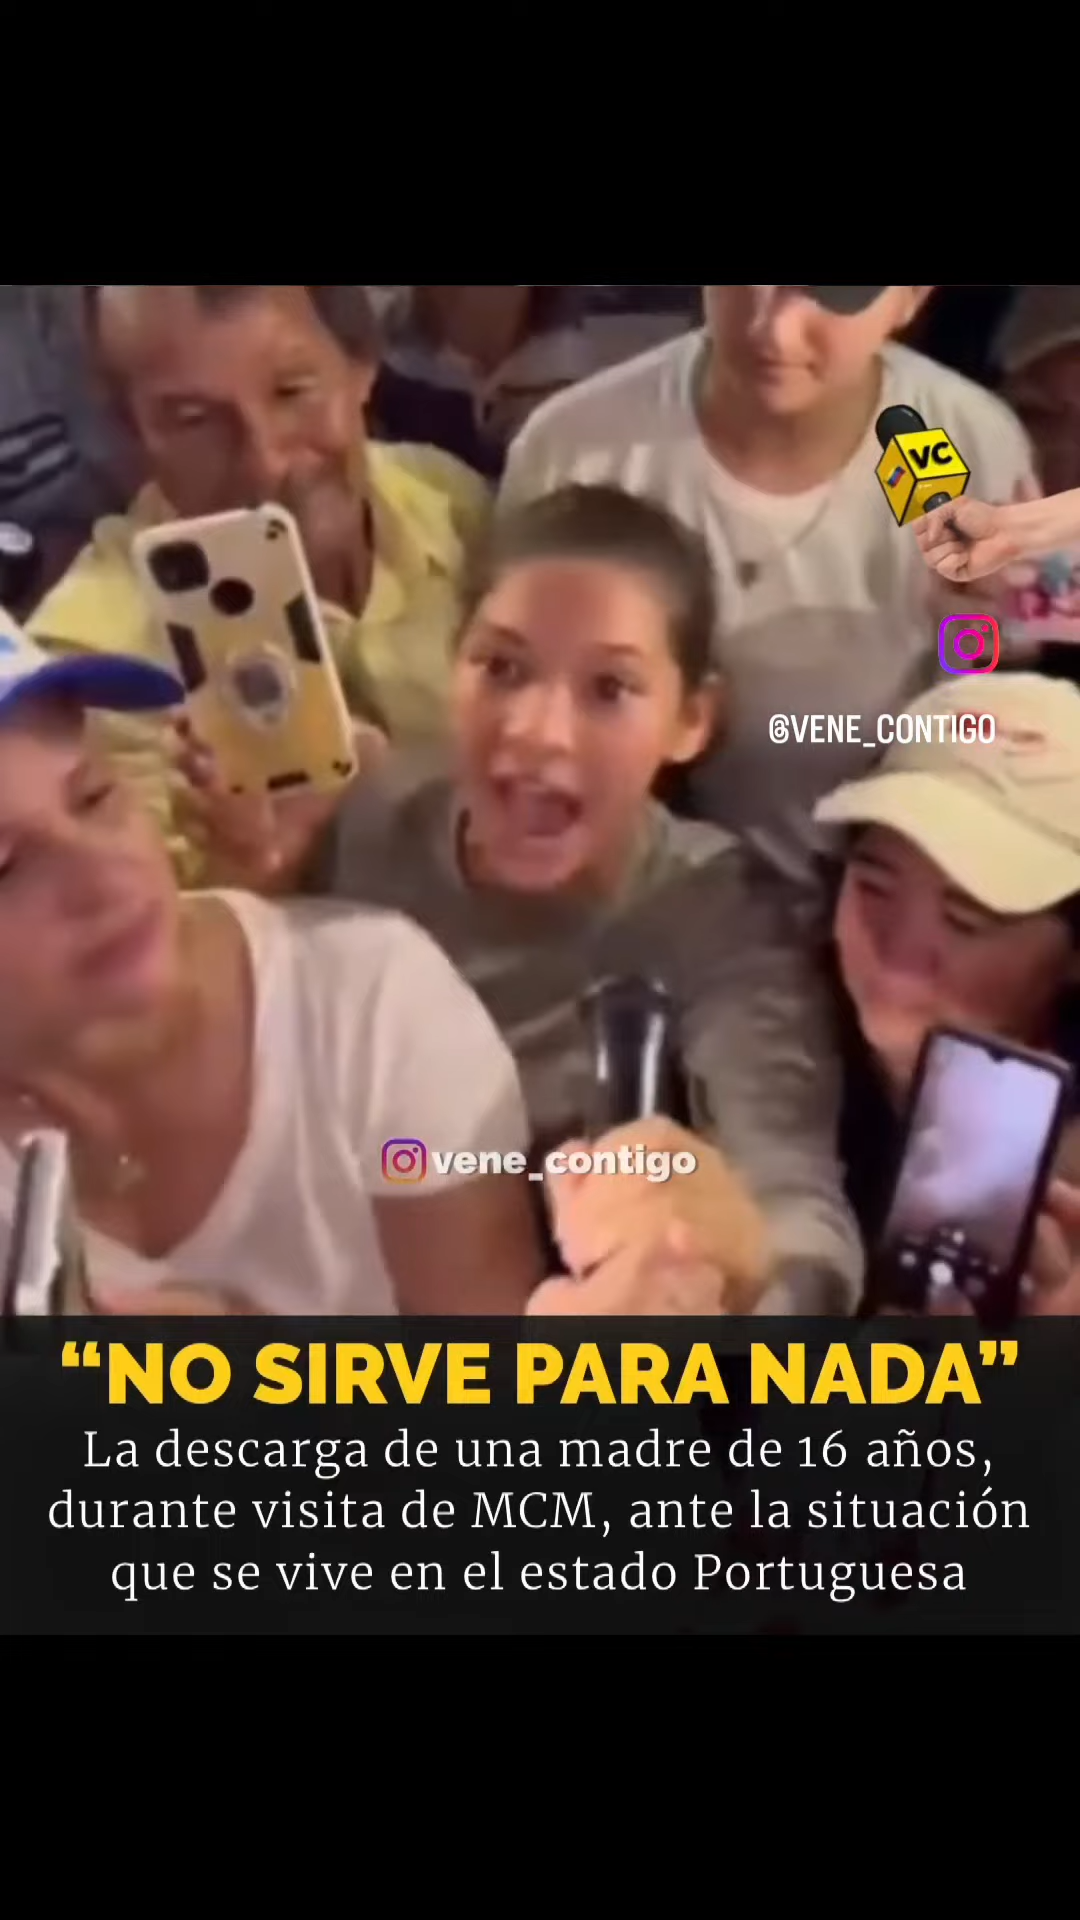 VC
@VENE_CONTIGO
vene_contigo
“NO SIRVE PARA NADA”
La descarga de una madre de 16 años,
durante visita de MCM, ante la situación
que se vive en el estado Portuguesa